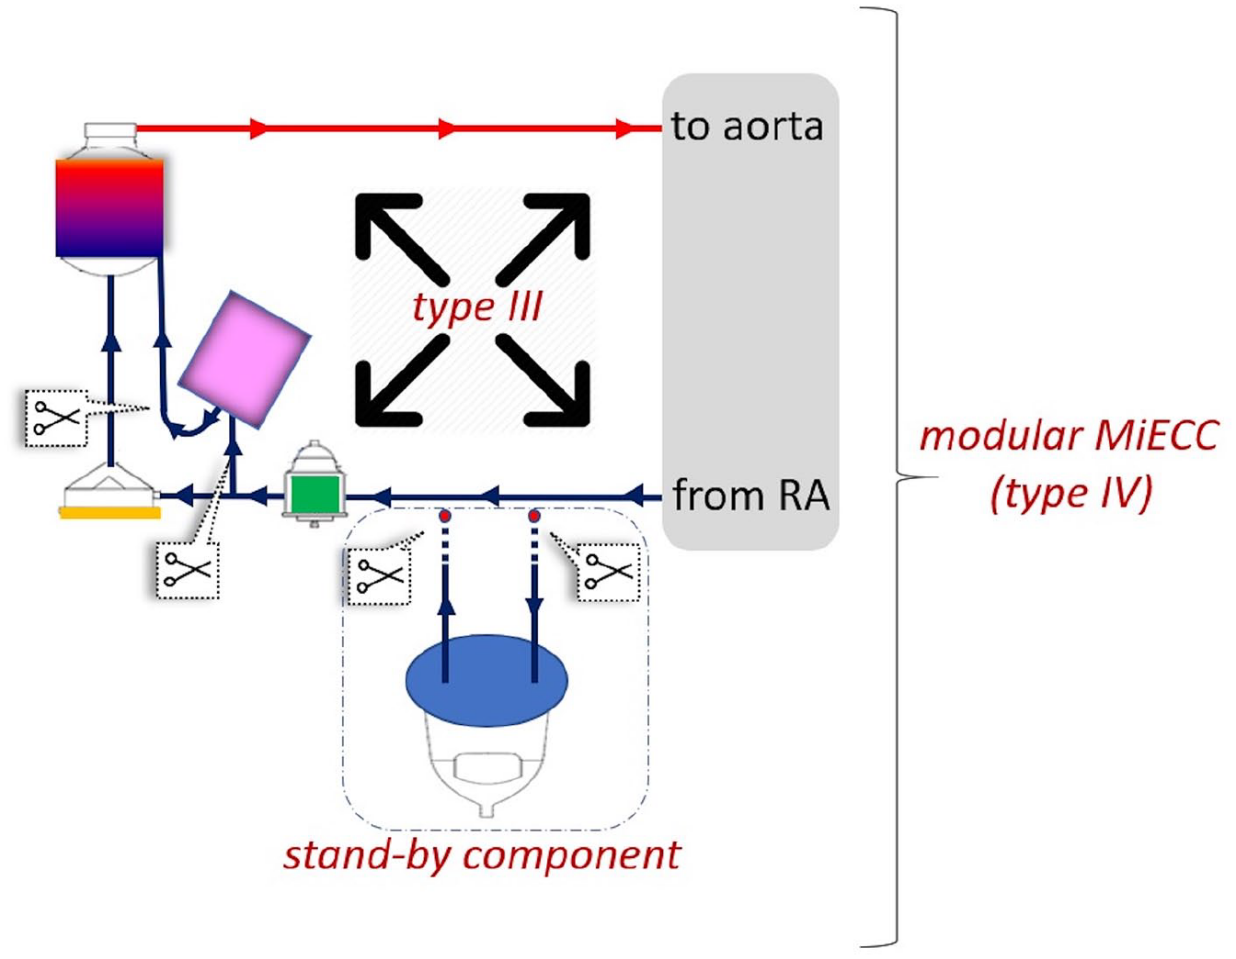 to aorta
type III
from RA
modular MiECC
(type IV)
stand-by component